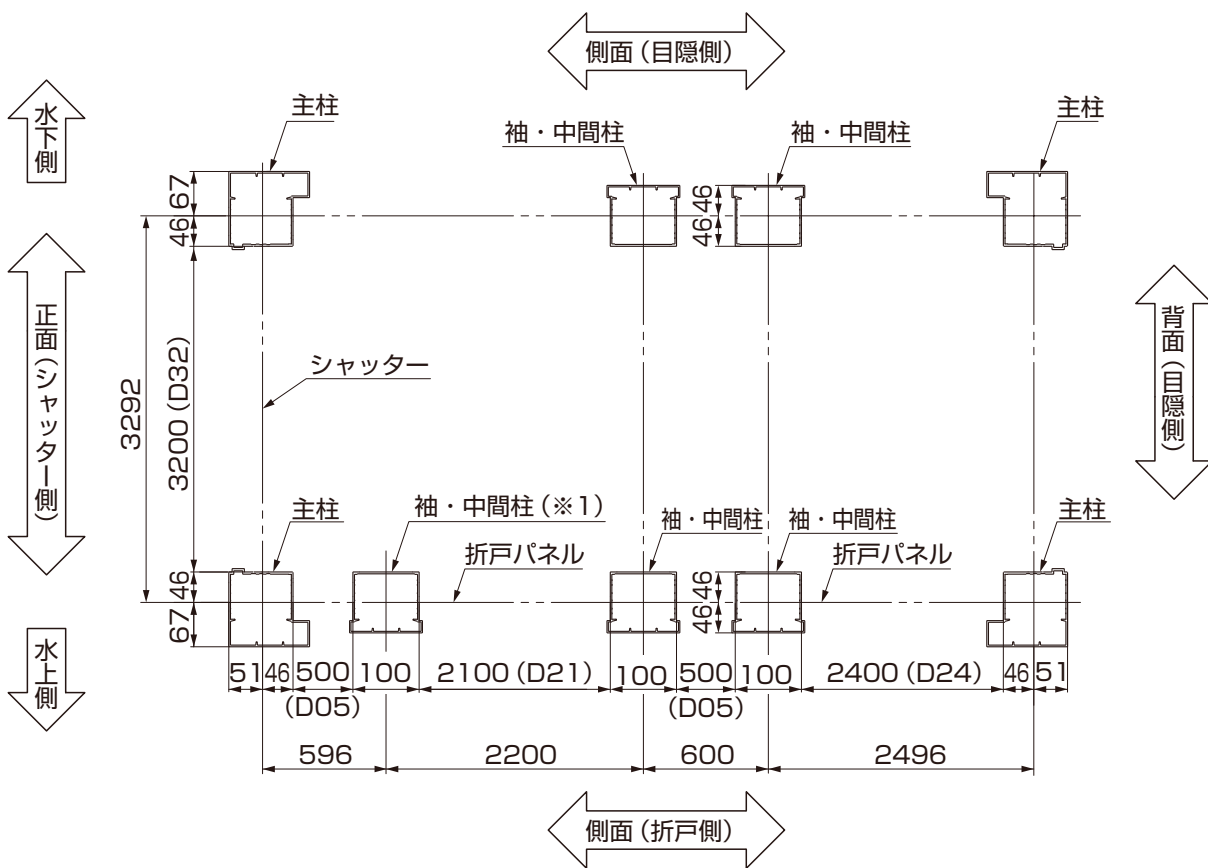 側面(目隠側)
水下側
主柱
袖・中間柱
袖・中間柱
主柱
67
46
46
46
46
46
正面(シャッター側)
3292
3200(D32)
シャッター
背面(目隠側)
主柱
袖・中間柱(※1)
袖・中間柱
袖・中間柱
主柱
折戸パネル
折戸パネル
46
67
46
46
水上側
51
46
500
(D05)
100
2100(D21)
100
500
(D05)
100
2400(D24)
46
51
596
2200
600
2496
側面(折戸側)